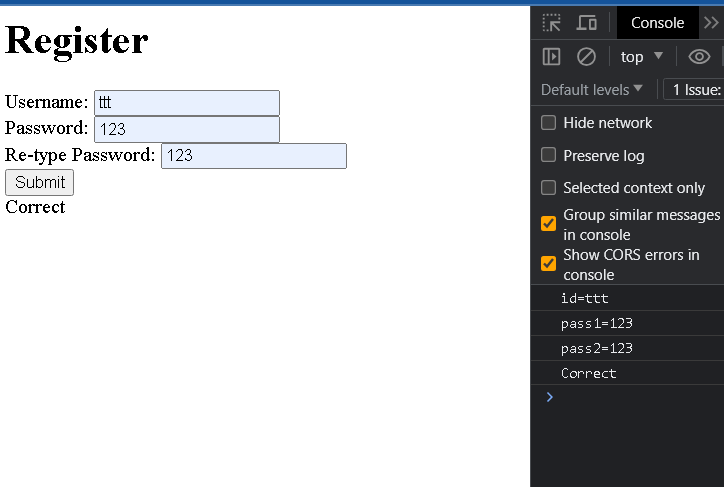 Register
Username: ttt
Password: 123
Re-type Password: 123
Submit
Correct
Console
top
Default levels
1 Issue:
Hide network
Preserve log
Selected context only
Group similar messages
in console
Show CORS errors in
console
id=ttt
pass1=123
pass2=123
Correct